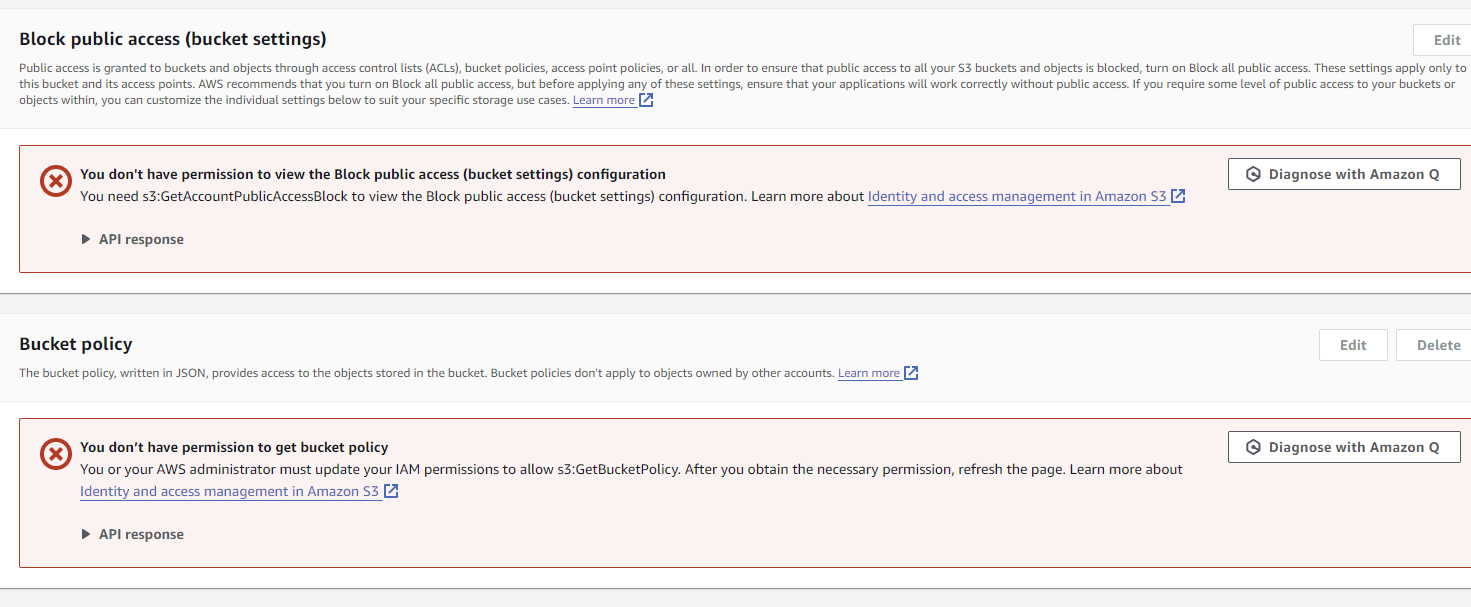 Block public access (bucket settings)
Edit
Public access is granted to buckets and objects through access control lists (ACLs), bucket policies, access point policies, or all. In order to ensure that public access to all your S3 buckets and objects is blocked, turn on Block all public access. These settings apply only to
this bucket and its access points. AWS recommends that you turn on Block all public access, but before applying any of these settings, ensure that your applications will work correctly without public access. If you require some level of public access to your buckets or
objects within, you can customize the individual settings below to suit your specific storage use cases. Learn more
You don't have permission to view the Block public access (bucket settings) configuration
Diagnose with Amazon Q
You need s3:GetAccountPublicAccessBlock to view the Block public access (bucket settings) configuration. Learn more about Identity and access management in Amazon S3
API response
Bucket policy
Edit
Delete
The bucket policy, written in JSON, provides access to the objects stored in the bucket. Bucket policies don't apply to objects owned by other accounts. Learn more
You don’t have permission to get bucket policy
Diagnose with Amazon Q
You or your AWS administrator must update your IAM permissions to allow s3:GetBucketPolicy. After you obtain the necessary permission, refresh the page. Learn more about
Identity and access management in Amazon S3
API response